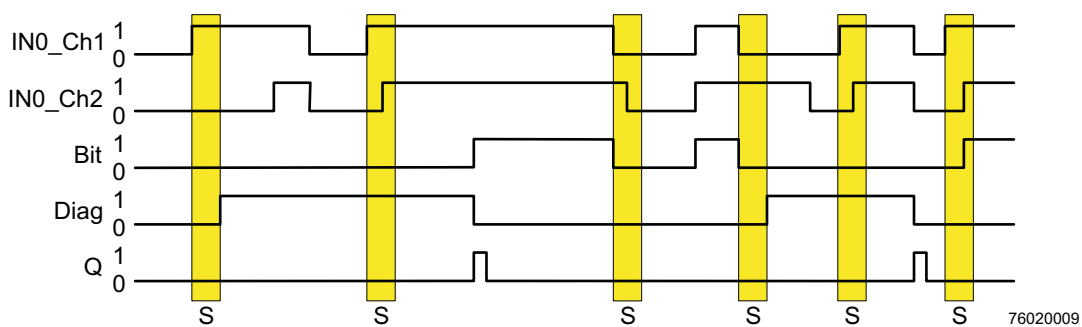 IN0_Ch1 1
0
IN0_Ch2 1
0
Bit 1
0
Diag 1
0
Q 1
0
S S S S S S
76020009